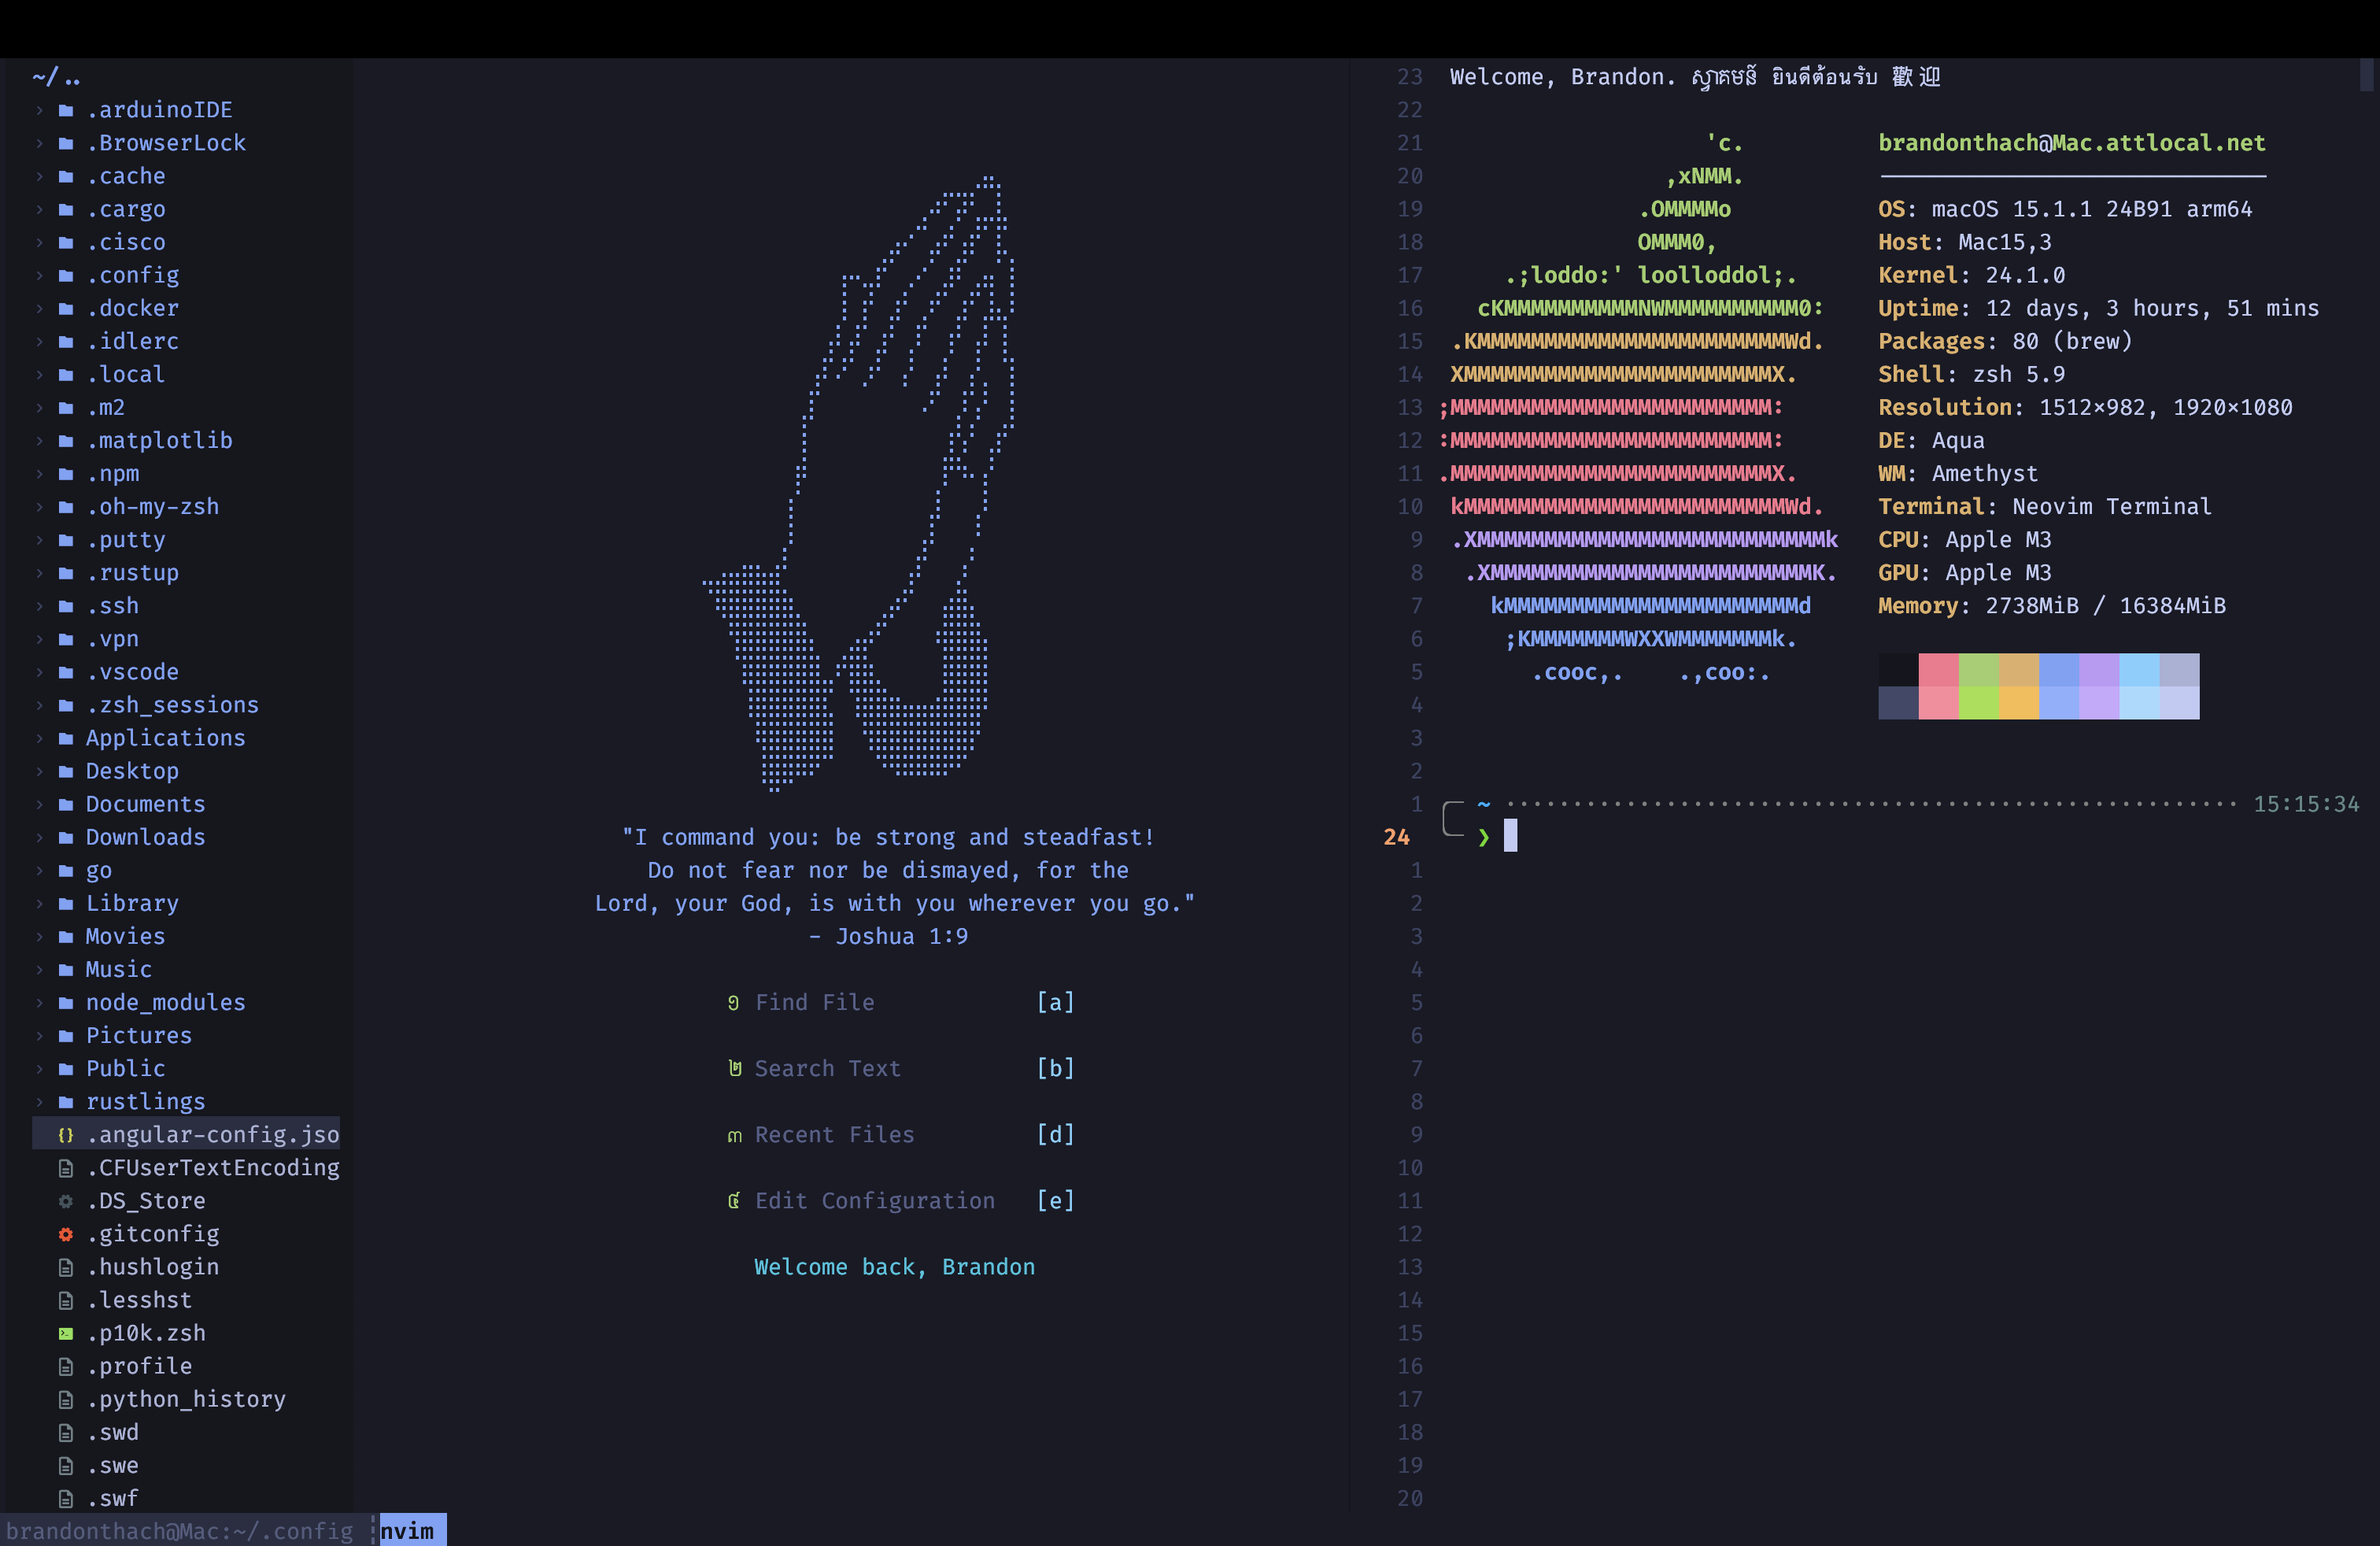 ~/..
.arduinoIDE
.BrowserLock
.cache
.cargo
.cisco
.config
.docker
.idlerc
.local
.m2
.matplotlib
.npm
.oh-my-zsh
.putty
.rustup
.ssh
.vpn
.vscode
.zsh_sessions
Applications
Desktop
Documents
Downloads
go
Library
Movies
Music
node_modules
Pictures
Public
rustlings
{} .angular-config.jso
.CFUserTextEncoding
.DS_Store
.gitconfig
.hushlogin
.lesshst
.p10k.zsh
.profile
.python_history
.swd
.swe
.swf
"I command you: be strong and steadfast!
Do not fear nor be dismayed, for the
Lord, your God, is with you wherever you go."
- Joshua 1:9
១ Find File [a]
២ Search Text [b]
៣ Recent Files [d]
៤ Edit Configuration [e]
Welcome back, Brandon
23 Welcome, Brandon. ស្វាគមន៍ ยินดีต้อนรับ 歡迎
22
21 'c. brandonthach@Mac.attlocal.net
20 ,xNMM. -----------------------------
19 .OMMMMo OS: macOS 15.1.1 24B91 arm64
18 OMMM0, Host: Mac15,3
17 .;loddo:' loolloddol;. Kernel: 24.1.0
16 cKMMMMMMMMMMNWMMMMMMMMMM0: Uptime: 12 days, 3 hours, 51 mins
15 .KMMMMMMMMMMMMMMMMMMMMMMMWd. Packages: 80 (brew)
14 XMMMMMMMMMMMMMMMMMMMMMMMX. Shell: zsh 5.9
13 ;MMMMMMMMMMMMMMMMMMMMMMMM: Resolution: 1512×982, 1920×1080
12 :MMMMMMMMMMMMMMMMMMMMMMMM: DE: Aqua
11 .MMMMMMMMMMMMMMMMMMMMMMMMX. WM: Amethyst
10 kMMMMMMMMMMMMMMMMMMMMMMMMWd. Terminal: Neovim Terminal
9 .XMMMMMMMMMMMMMMMMMMMMMMMMMMk CPU: Apple M3
8 .XMMMMMMMMMMMMMMMMMMMMMMMMK. GPU: Apple M3
7 kMMMMMMMMMMMMMMMMMMMMMMd Memory: 2738MiB / 16384MiB
6 ;KMMMMMMMWXXWMMMMMMMk.
5 .cooc,. .,coo:.
4
3
2
1 ~ 15:15:34
24 ❯
1
2
3
4
5
6
7
8
9
10
11
12
13
14
15
16
17
18
19
20
brandonthach@Mac:~/.config ¦nvim